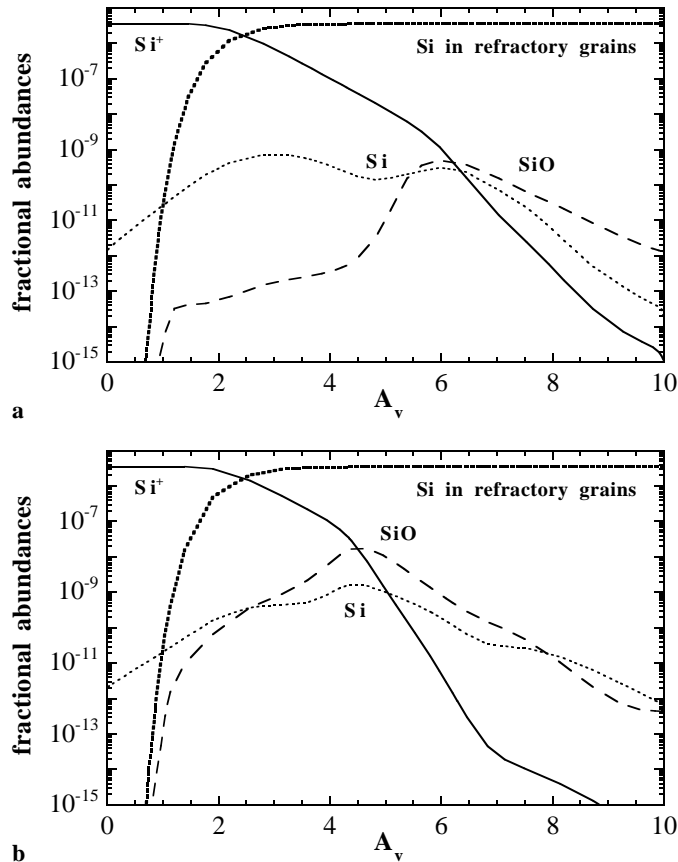 Si⁺
Si in refractory grains
10⁻⁷
10⁻⁹
Si
SiO
10⁻¹¹
10⁻¹³
10⁻¹⁵
fractional abundances
0 2 4 6 8 10
A_v
a
Si⁺
Si in refractory grains
10⁻⁷
SiO
10⁻⁹
Si
10⁻¹¹
10⁻¹³
10⁻¹⁵
fractional abundances
0 2 4 6 8 10
A_v
b